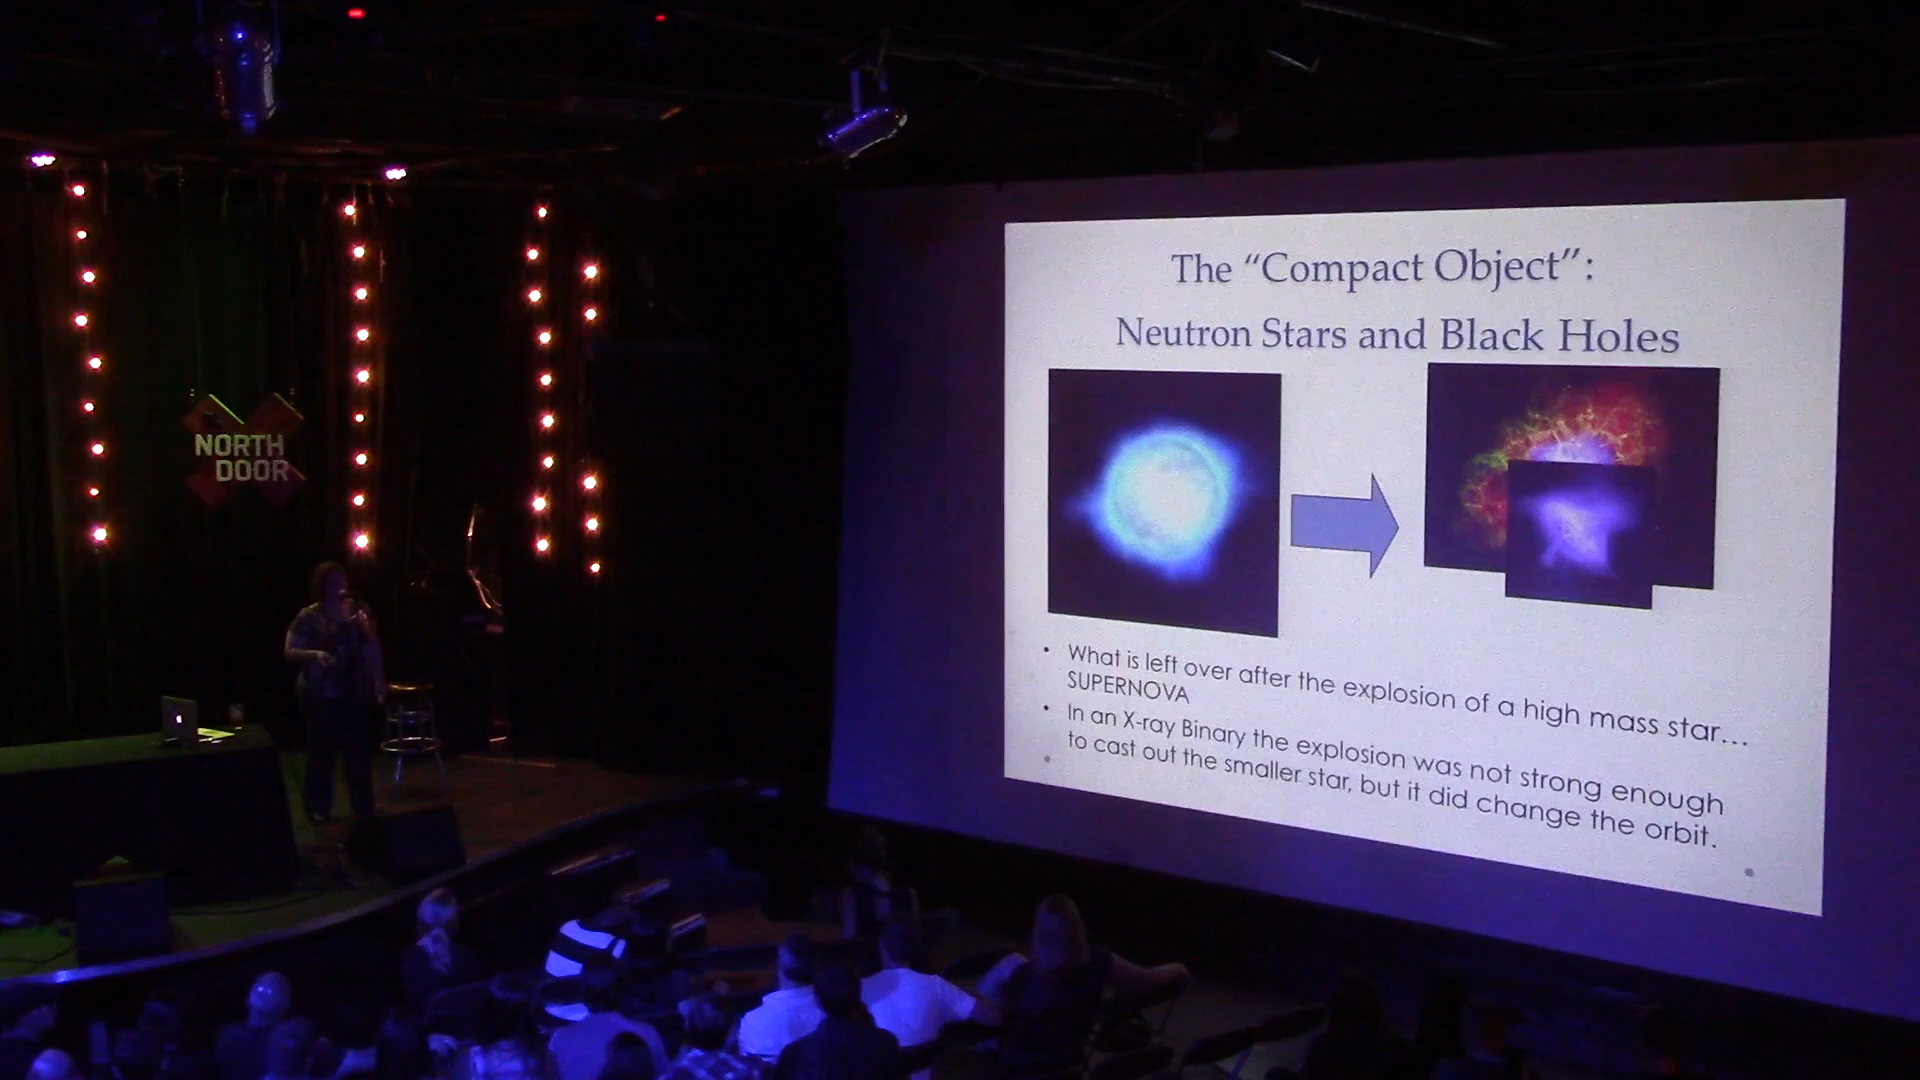 NORTH
DOOR
The “Compact Object”:
Neutron Stars and Black Holes
• What is left over after the explosion of a high mass star…
SUPERNOVA
• In an X-ray Binary the explosion was not strong enough
to cast out the smaller star, but it did change the orbit.